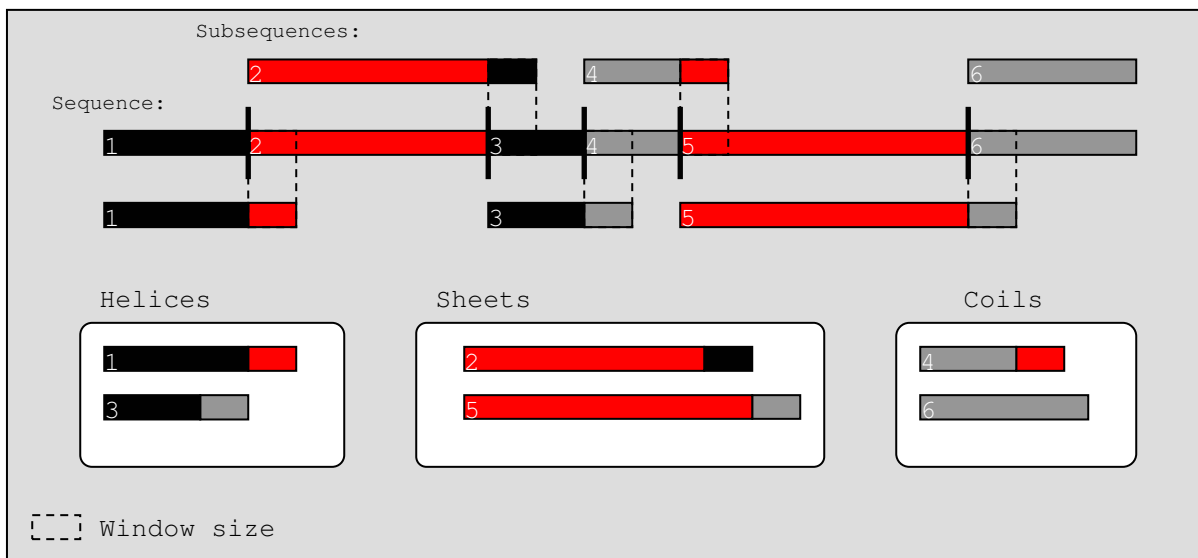 Subsequences:
2 4 6
Sequence:
1 2 3 4 5 6
1 3 5
Helices Sheets Coils
1 2 4
3 5 6
Window size